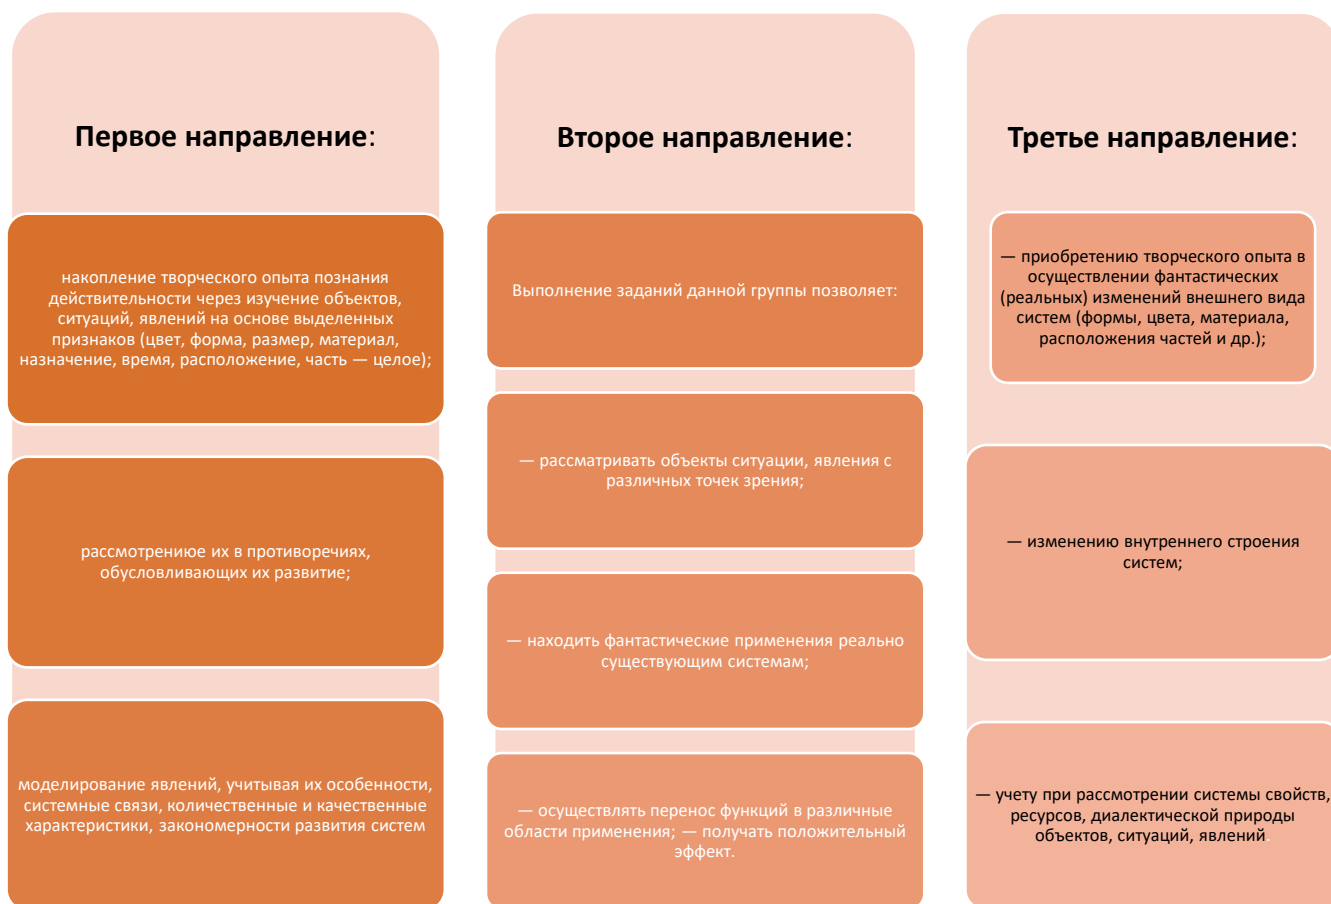 Первое направление:
накопление творческого опыта познания
действительности через изучение объектов,
ситуаций, явлений на основе выделенных
признаков (цвет, форма, размер, материал,
назначение, время, расположение, часть — целое);
рассмотрениюе их в противоречиях,
обусловливающих их развитие;
моделирование явлений, учитывая их особенности,
системные связи, количественные и качественные
характеристики, закономерности развития систем
Второе направление:
Выполнение заданий данной группы позволяет:
— рассматривать объекты ситуации, явления с
различных точек зрения;
— находить фантастические применения реально
существующим системам;
— осуществлять перенос функций в различные
области применения; — получать положительный
эффект.
Третье направление:
— приобретению творческого опыта в
осуществлении фантастических
(реальных) изменений внешнего вида
систем (формы, цвета, материала,
расположения частей и др.);
— изменению внутреннего строения
систем;
— учету при рассмотрении системы свойств,
ресурсов, диалектической природы
объектов, ситуаций, явлений.